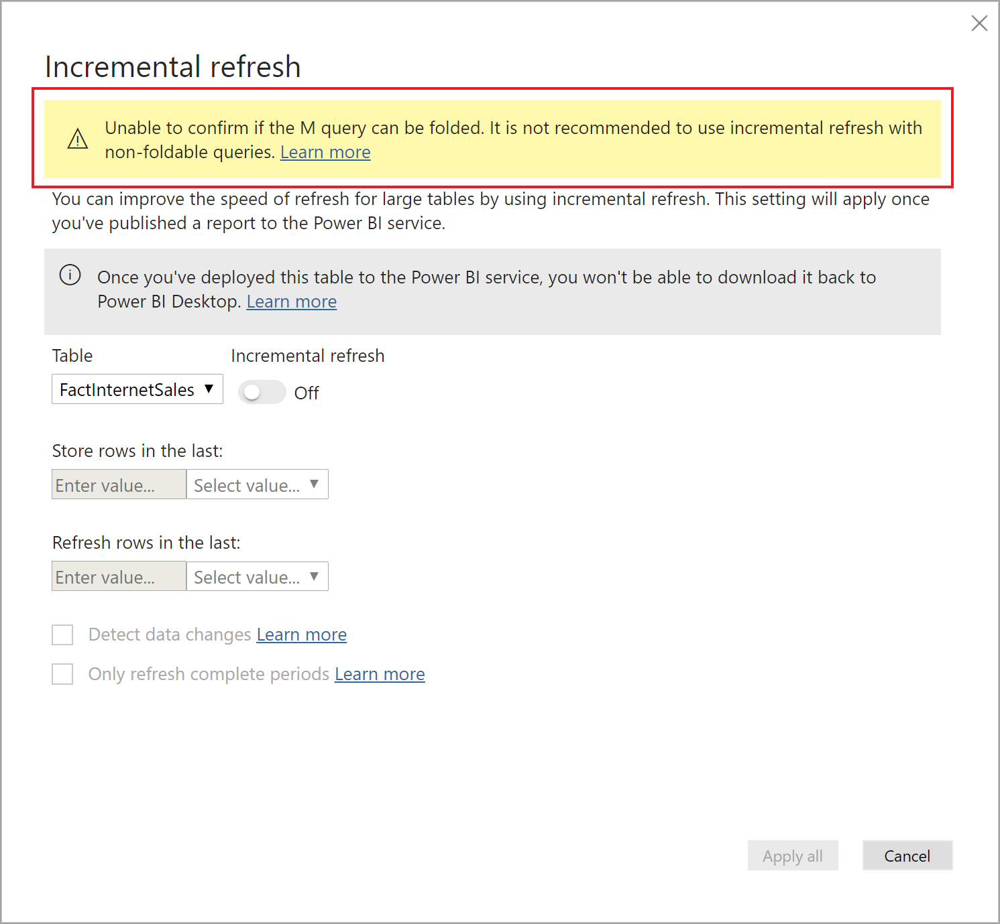 Incremental refresh
Unable to confirm if the M query can be folded. It is not recommended to use incremental refresh with
non-foldable queries. Learn more
You can improve the speed of refresh for large tables by using incremental refresh. This setting will apply once
you've published a report to the Power BI service.
Once you've deployed this table to the Power BI service, you won't be able to download it back to
Power BI Desktop. Learn more
Table Incremental refresh
FactInternetSales Off
Store rows in the last:
Enter value... Select value...
Refresh rows in the last:
Enter value... Select value...
Detect data changes Learn more
Only refresh complete periods Learn more
Apply all Cancel